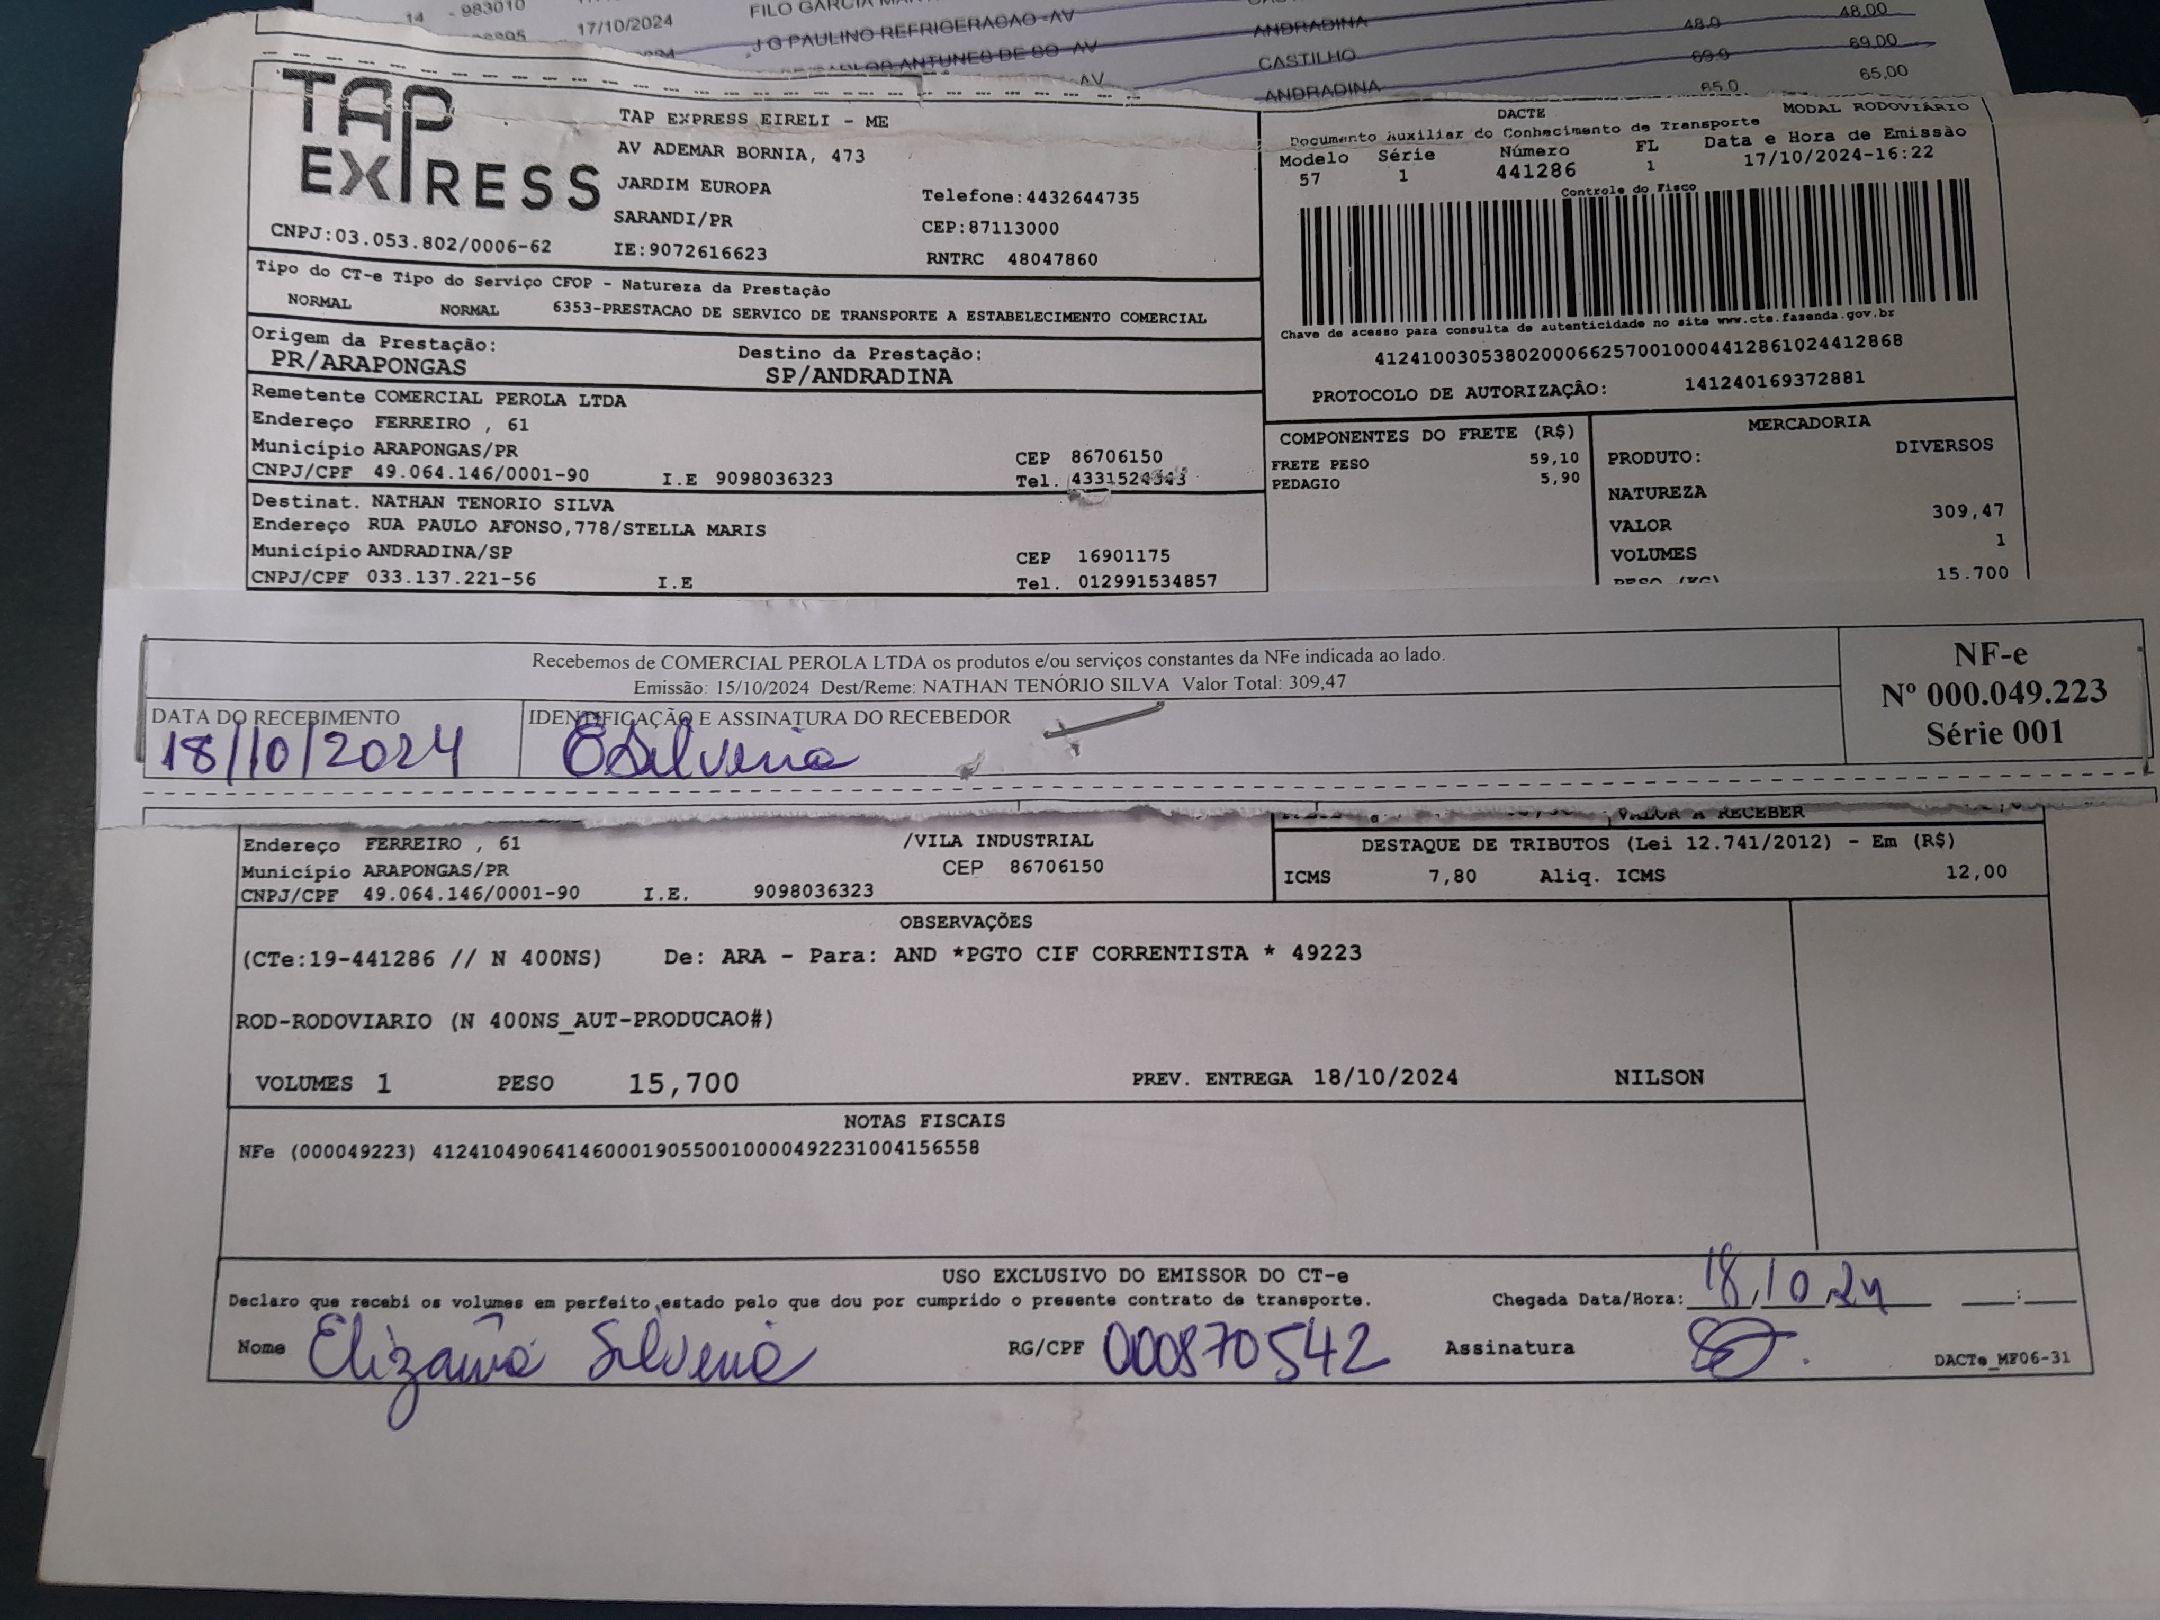 14 - 983010
17/10/2024
J G PAULINO REFRIGERACAO -AV ANDRADINA 48.0 48,00
ANTUNES DE SO -AV CASTILHO 69.0 69,00
-AV ANDRADINA 65.0 65,00
TAP EXPRESS
TAP EXPRESS EIRELI - ME
AV ADEMAR BORNIA, 473
JARDIM EUROPA
Telefone:4432644735
SARANDI/PR
CEP:87113000
CNPJ:03.053.802/0006-62
IE:9072616623
RNTRC 48047860
DACTE MODAL RODOVIÁRIO
Documento Auxiliar do Conhecimento de Transporte
Modelo Série Número FL Data e Hora de Emissão
57 1 441286 1 17/10/2024-16:22
Controle do Fisco
Chave de acesso para consulta de autenticidade no site www.cte.fazenda.gov.br
41241003053802000662570010004412861024412868
PROTOCOLO DE AUTORIZAÇÃO: 141240169372881
Tipo do CT-e Tipo do Serviço CFOP - Natureza da Prestação
NORMAL NORMAL 6353-PRESTACAO DE SERVICO DE TRANSPORTE A ESTABELECIMENTO COMERCIAL
Origem da Prestação: Destino da Prestação:
PR/ARAPONGAS SP/ANDRADINA
Remetente COMERCIAL PEROLA LTDA
Endereço FERREIRO , 61
Município ARAPONGAS/PR CEP 86706150
CNPJ/CPF 49.064.146/0001-90 I.E 9098036323 Tel.
Destinat. NATHAN TENORIO SILVA
Endereço RUA PAULO AFONSO,778/STELLA MARIS
Município ANDRADINA/SP CEP 16901175
CNPJ/CPF 033.137.221-56 I.E Tel. 012991534857
COMPONENTES DO FRETE (R$)
FRETE PESO 59,10
PEDAGIO 5,90
MERCADORIA
PRODUTO: DIVERSOS
NATUREZA
VALOR 309,47
VOLUMES 1
PESO (KG) 15.700
Recebemos de COMERCIAL PEROLA LTDA os produtos e/ou serviços constantes da NFe indicada ao lado.
Emissão: 15/10/2024 Dest/Reme: NATHAN TENÓRIO SILVA Valor Total: 309,47
NF-e
Nº 000.049.223
Série 001
DATA DO RECEBIMENTO IDENTIFICAÇÃO E ASSINATURA DO RECEBEDOR
18/10/2024
VALOR A RECEBER
Endereço FERREIRO , 61 /VILA INDUSTRIAL
Município ARAPONGAS/PR CEP 86706150
CNPJ/CPF 49.064.146/0001-90 I.E. 9098036323
DESTAQUE DE TRIBUTOS (Lei 12.741/2012) - Em (R$)
ICMS 7,80 Aliq. ICMS 12,00
OBSERVAÇÕES
(CTe:19-441286 // N 400NS) De: ARA - Para: AND *PGTO CIF CORRENTISTA * 49223
ROD-RODOVIARIO (N 400NS_AUT-PRODUCAO#)
VOLUMES 1 PESO 15,700 PREV. ENTREGA 18/10/2024 NILSON
NOTAS FISCAIS
NFe (000049223) 41241049064146000190550010000492231004156558
USO EXCLUSIVO DO EMISSOR DO CT-e
Declaro que recebi os volumes em perfeito estado pelo que dou por cumprido o presente contrato de transporte. Chegada Data/Hora: 18/10/24 __:__
Nome RG/CPF 000870542 Assinatura
DACTe_MF06-31